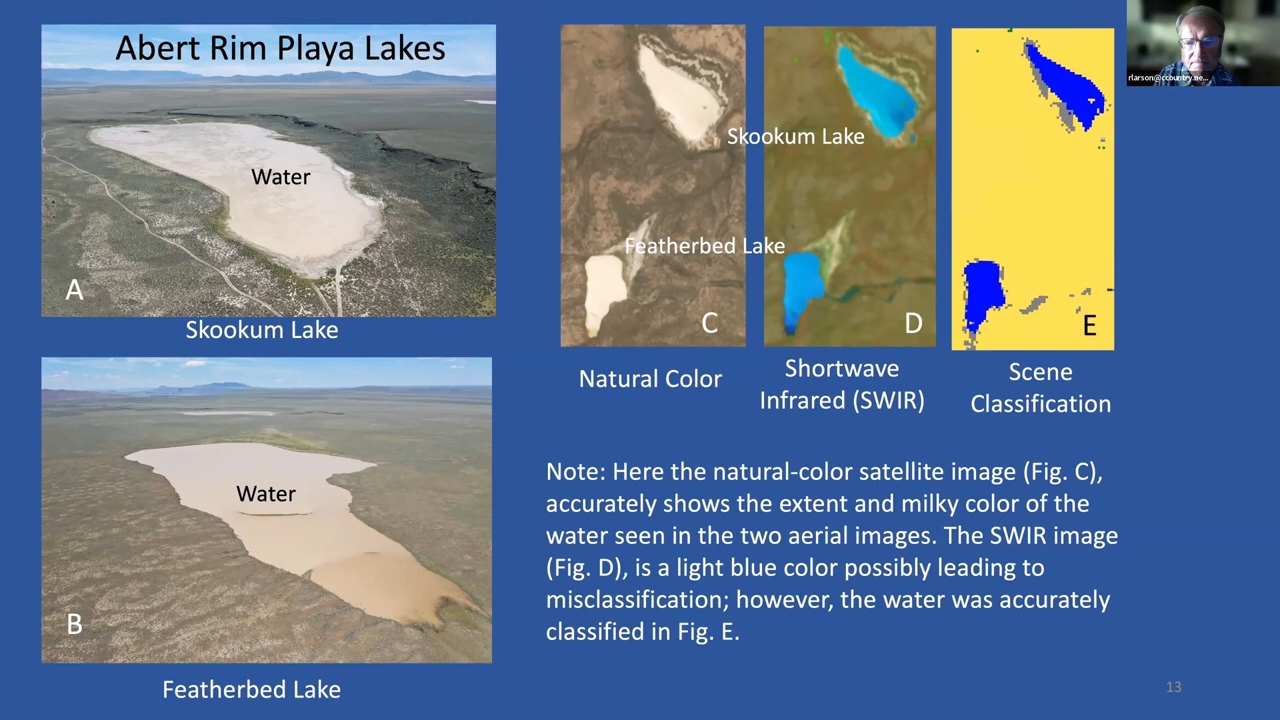 Abert Rim Playa Lakes
Water
A
Skookum Lake
Water
B
Featherbed Lake
Skookum Lake
Featherbed Lake
C
D
E
Natural Color
Shortwave
Infrared (SWIR)
Scene
Classification
Note: Here the natural-color satellite image (Fig. C),
accurately shows the extent and milky color of the
water seen in the two aerial images. The SWIR image
(Fig. D), is a light blue color possibly leading to
misclassification; however, the water was accurately
classified in Fig. E.
13
rlarson@ccountry.ne...